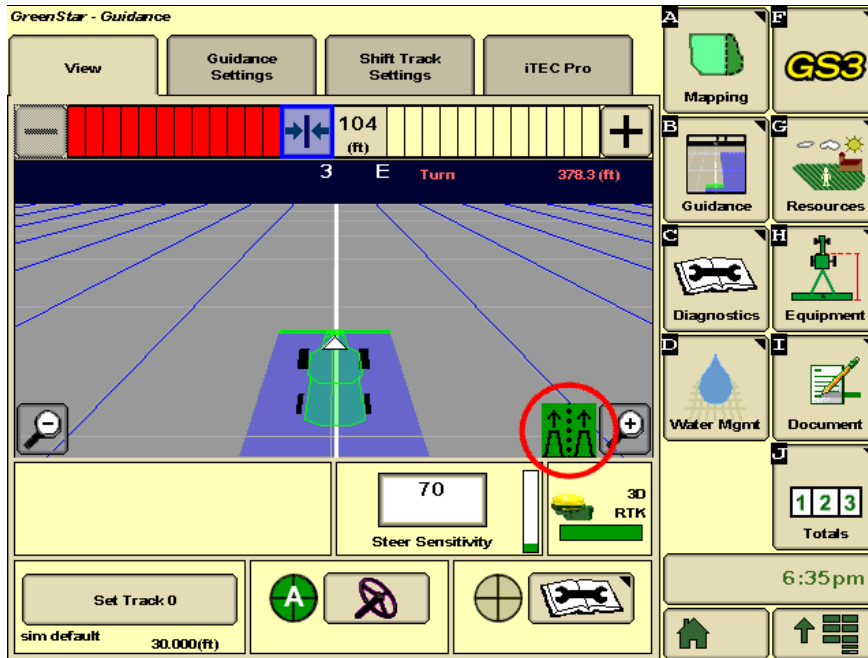 GreenStar - Guidance
View
Guidance
Settings
Shift Track
Settings
iTEC Pro
104
(ft)
3 E Turn 378.3 (ft)
70
Steer Sensitivity
3D
RTK
Set Track 0
sim default
30.000(ft)
A
A
Mapping
F
GS3
B
Guidance
G
Resources
C
Diagnostics
H
Equipment
D
Water Mgmt
I
Document
J
1 2 3
Totals
6:35pm